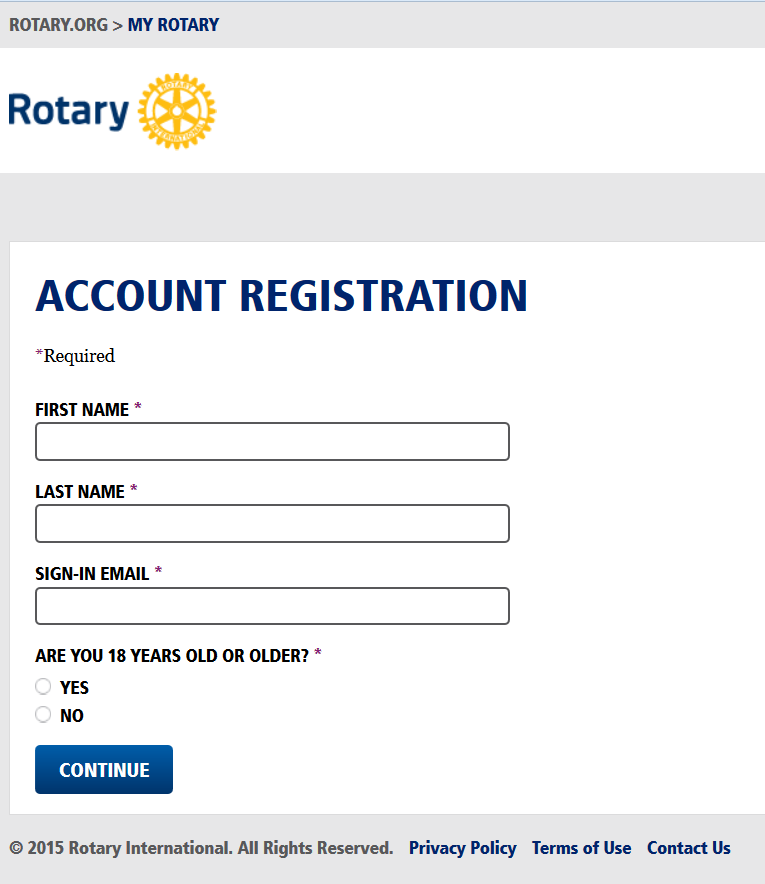 ROTARY.ORG > MY ROTARY
Rotary
ROTARY
INTERNATIONAL
ACCOUNT REGISTRATION
*Required
FIRST NAME *
LAST NAME *
SIGN-IN EMAIL *
ARE YOU 18 YEARS OLD OR OLDER? *
YES
NO
CONTINUE
© 2015 Rotary International. All Rights Reserved. Privacy Policy Terms of Use Contact Us